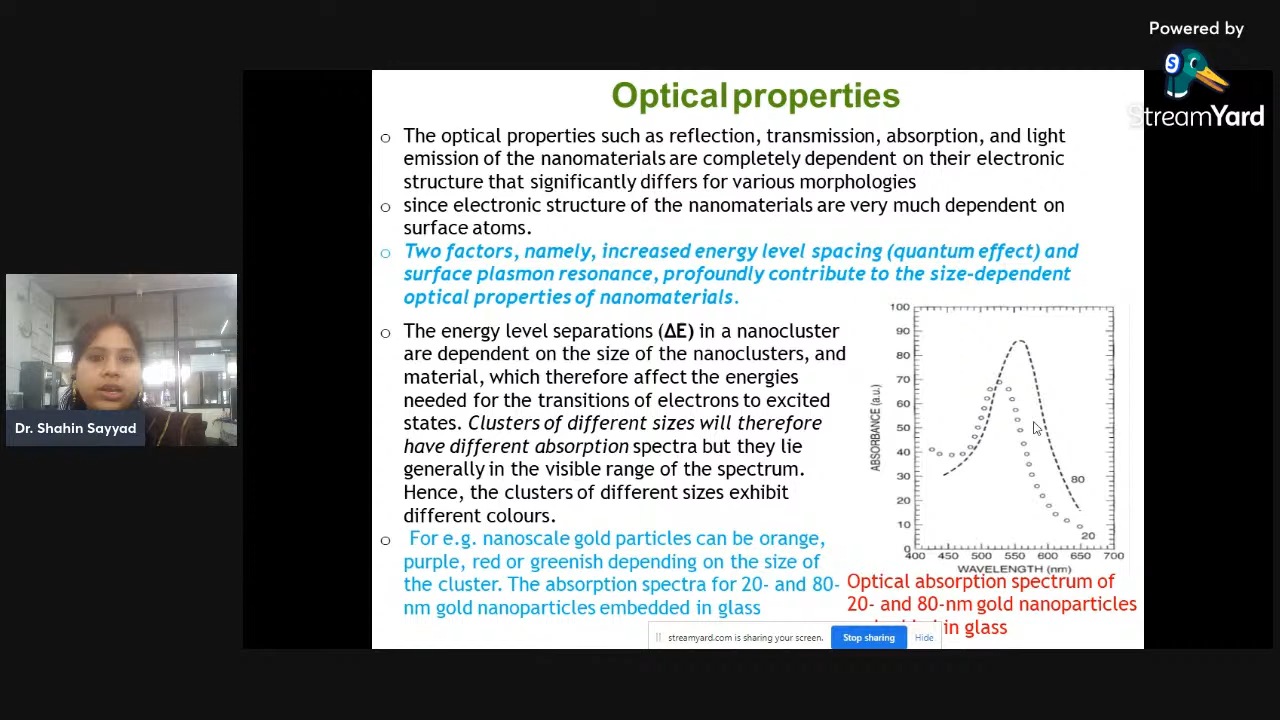 Powered by
S
StreamYard
Optical properties
o The optical properties such as reflection, transmission, absorption, and light
emission of the nanomaterials are completely dependent on their electronic
structure that significantly differs for various morphologies
o since electronic structure of the nanomaterials are very much dependent on
surface atoms.
o Two factors, namely, increased energy level spacing (quantum effect) and
surface plasmon resonance, profoundly contribute to the size-dependent
optical properties of nanomaterials.
o The energy level separations (ΔE) in a nanocluster
are dependent on the size of the nanoclusters, and
material, which therefore affect the energies
needed for the transitions of electrons to excited
states. Clusters of different sizes will therefore
have different absorption spectra but they lie
generally in the visible range of the spectrum.
Hence, the clusters of different sizes exhibit
different colours.
o For e.g. nanoscale gold particles can be orange,
purple, red or greenish depending on the size of
the cluster. The absorption spectra for 20- and 80-
nm gold nanoparticles embedded in glass
100
90
80
70
60
50
40
30
20
10
0
ABSORBANCE (a.u.)
80
20
400 450 500 550 600 650 700
WAVELENGTH (nm)
Optical absorption spectrum of
20- and 80-nm gold nanoparticles
in glass
streamyard.com is sharing your screen. Stop sharing Hide
Dr. Shahin Sayyad